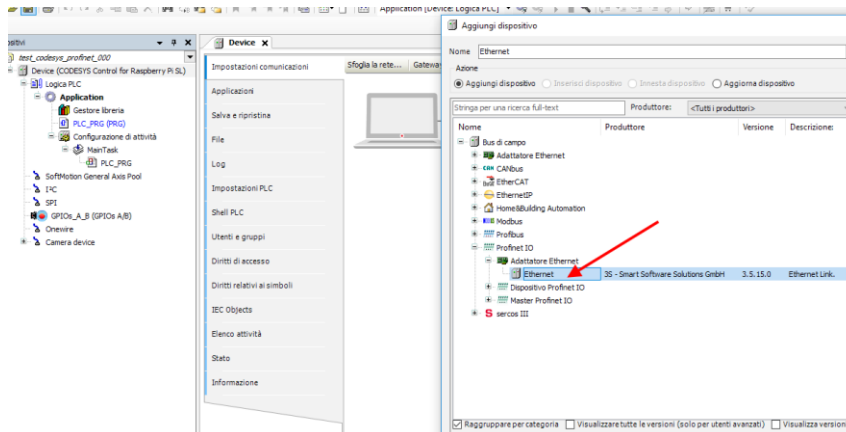 Application [Device: Logica PLC]
Aggiungi dispositivo
test_codesys_profinet_000
Device (CODESYS Control for Raspberry Pi SL)
Logica PLC
Application
Gestore libreria
PLC_PRG (PRG)
Configurazione di attività
MainTask
PLC_PRG
SoftMotion General Axis Pool
I²C
SPI
GPIOs_A_B (GPIOs A/B)
Onewire
Camera device
Device
Impostazioni comunicazioni
Applicazioni
Salva e ripristina
File
Log
Impostazioni PLC
Shell PLC
Utenti e gruppi
Diritti di accesso
Diritti relativi ai simboli
IEC Objects
Elenco attività
Stato
Informazione
Sfoglia la rete...
Nome Ethernet
Azione
Aggiungi dispositivo Inserisci dispositivo Innesta dispositivo Aggiorna dispositivo
Stringa per una ricerca full-text Produttore: <Tutti i produttori>
Nome Produttore Versione Descrizione:
Bus di campo
Adattatore Ethernet
CANbus
EtherCAT
EthernetIP
Home&Building Automation
Modbus
Profibus
Profinet IO
Adattatore Ethernet
Ethernet 3S - Smart Software Solutions GmbH 3.5.15.0 Ethernet Link.
Dispositivo Profinet IO
Master Profinet IO
sercos III
Raggruppare per categoria Visualizzare tutte le versioni (solo per utenti avanzati) Visualizza version